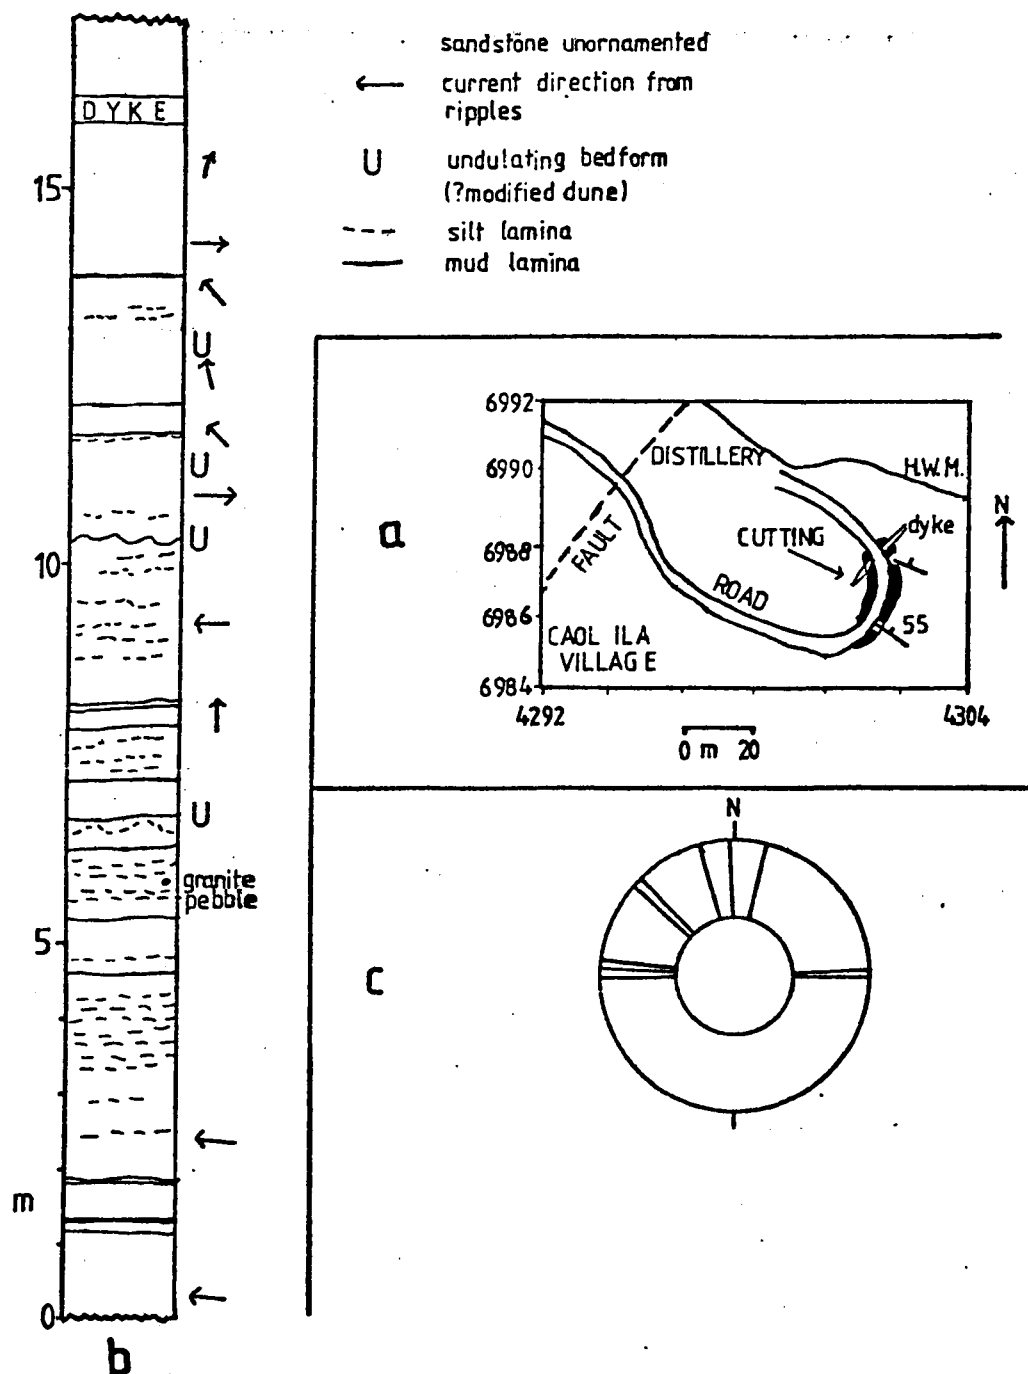 sandstone unornamented
current direction from
ripples
U undulating bedform
(?modified dune)
silt lamina
mud lamina
DYKE
15
U
U
U
10
U
granite
pebble
5
m
0
b
a
6992
6990
6988
6986
6984
4292
4304
DISTILLERY
H.W.M.
FAULT
CUTTING
dyke
ROAD
55
CAOL ILA
VILLAGE
0 m 20
N
c
N